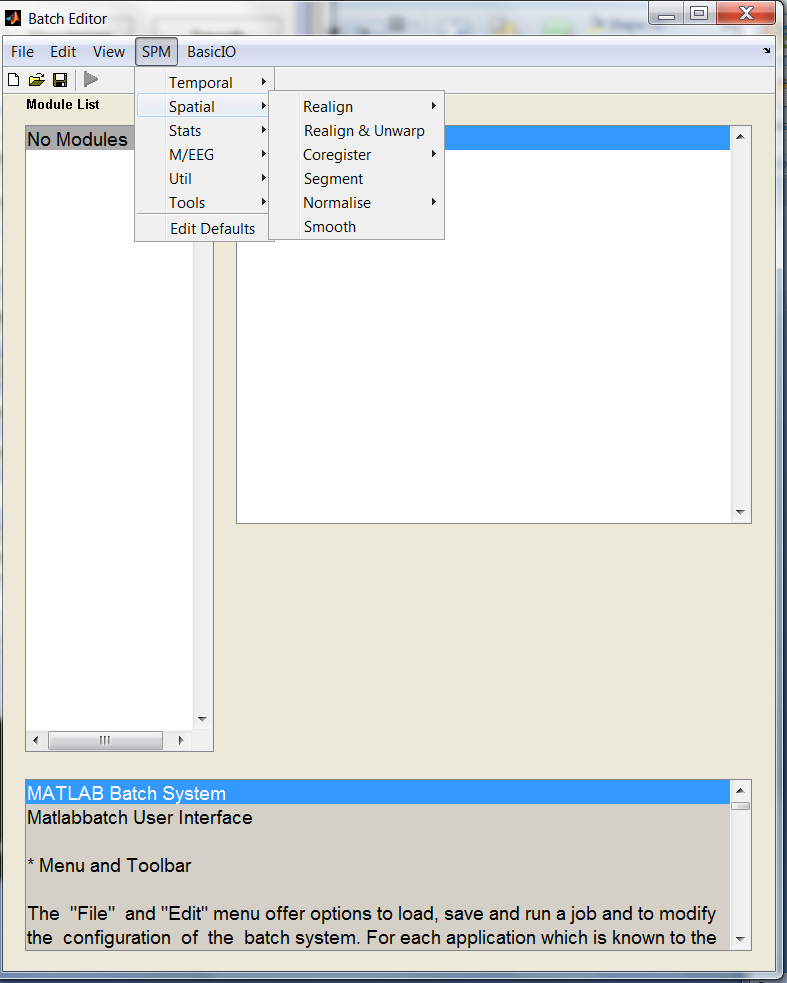 Batch Editor
File Edit View SPM BasicIO
Module List
No Modules
Temporal
Spatial
Stats
M/EEG
Util
Tools
Edit Defaults
Realign
Realign & Unwarp
Coregister
Segment
Normalise
Smooth
MATLAB Batch System
Matlabbatch User Interface
* Menu and Toolbar
The "File" and "Edit" menu offer options to load, save and run a job and to modify
the configuration of the batch system. For each application which is known to the